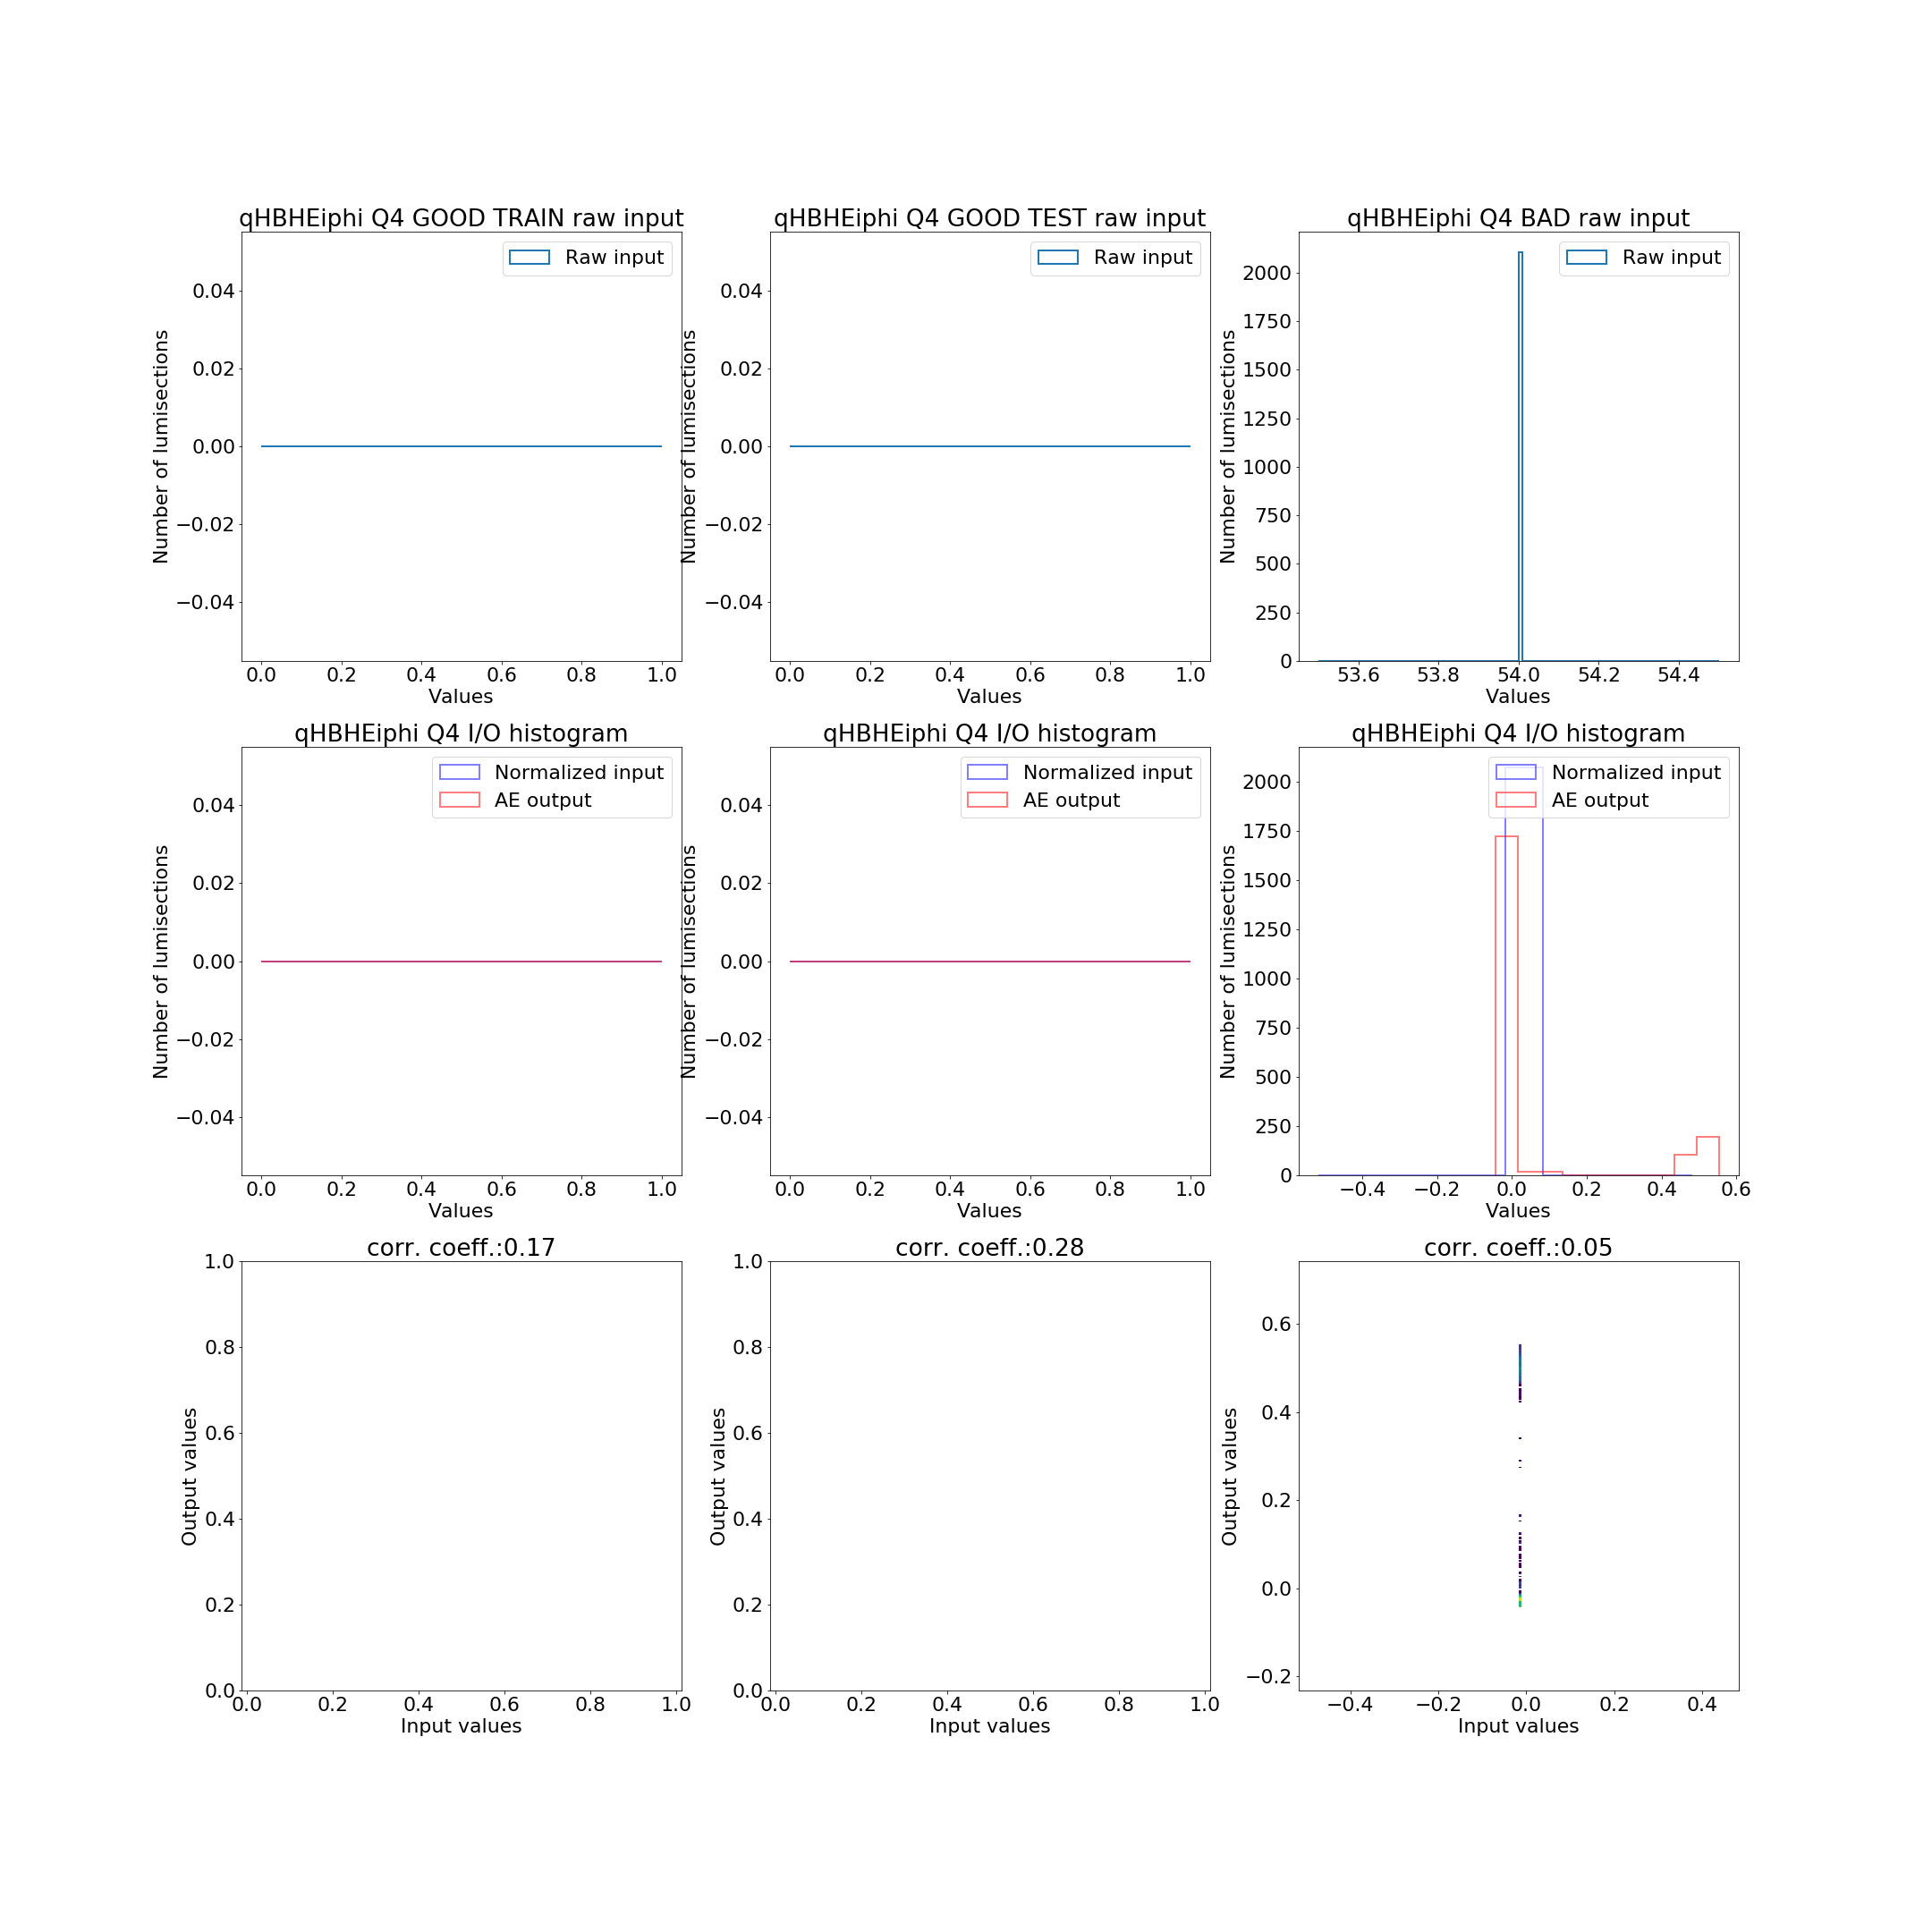 qHBHEiphi Q4 GOOD TRAIN raw input
Raw input
0.04
0.02
0.00
−0.02
−0.04
Number of lumisections
0.0 0.2 0.4 0.6 0.8 1.0
Values
qHBHEiphi Q4 GOOD TEST raw input
Raw input
0.04
0.02
0.00
−0.02
−0.04
Number of lumisections
0.0 0.2 0.4 0.6 0.8 1.0
Values
qHBHEiphi Q4 BAD raw input
Raw input
2000
1750
1500
1250
1000
750
500
250
0
Number of lumisections
53.6 53.8 54.0 54.2 54.4
Values
qHBHEiphi Q4 I/O histogram
Normalized input
AE output
0.04
0.02
0.00
−0.02
−0.04
Number of lumisections
0.0 0.2 0.4 0.6 0.8 1.0
Values
qHBHEiphi Q4 I/O histogram
Normalized input
AE output
0.04
0.02
0.00
−0.02
−0.04
Number of lumisections
0.0 0.2 0.4 0.6 0.8 1.0
Values
qHBHEiphi Q4 I/O histogram
Normalized input
AE output
2000
1750
1500
1250
1000
750
500
250
0
Number of lumisections
−0.4 −0.2 0.0 0.2 0.4 0.6
Values
corr. coeff.:0.17
1.0
0.8
0.6
0.4
0.2
0.0
Output values
0.0 0.2 0.4 0.6 0.8 1.0
Input values
corr. coeff.:0.28
1.0
0.8
0.6
0.4
0.2
0.0
Output values
0.0 0.2 0.4 0.6 0.8 1.0
Input values
corr. coeff.:0.05
0.6
0.4
0.2
0.0
−0.2
Output values
−0.4 −0.2 0.0 0.2 0.4
Input values